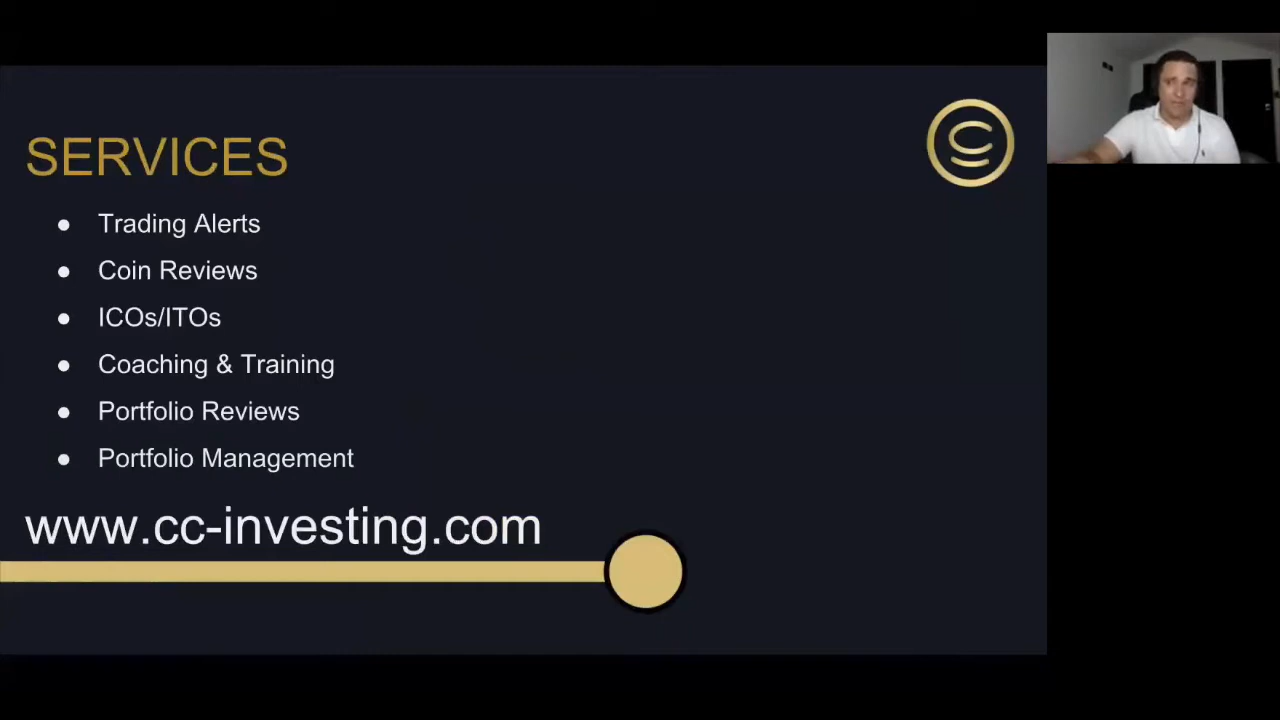 SERVICES
● Trading Alerts
● Coin Reviews
● ICOs/ITOs
● Coaching & Training
● Portfolio Reviews
● Portfolio Management
www.cc-investing.com